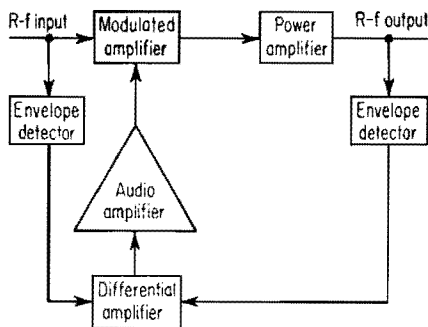 R-f input
Modulated
amplifier
Power
amplifier
R-f output
Envelope
detector
Envelope
detector
Audio
amplifier
Differential
amplifier